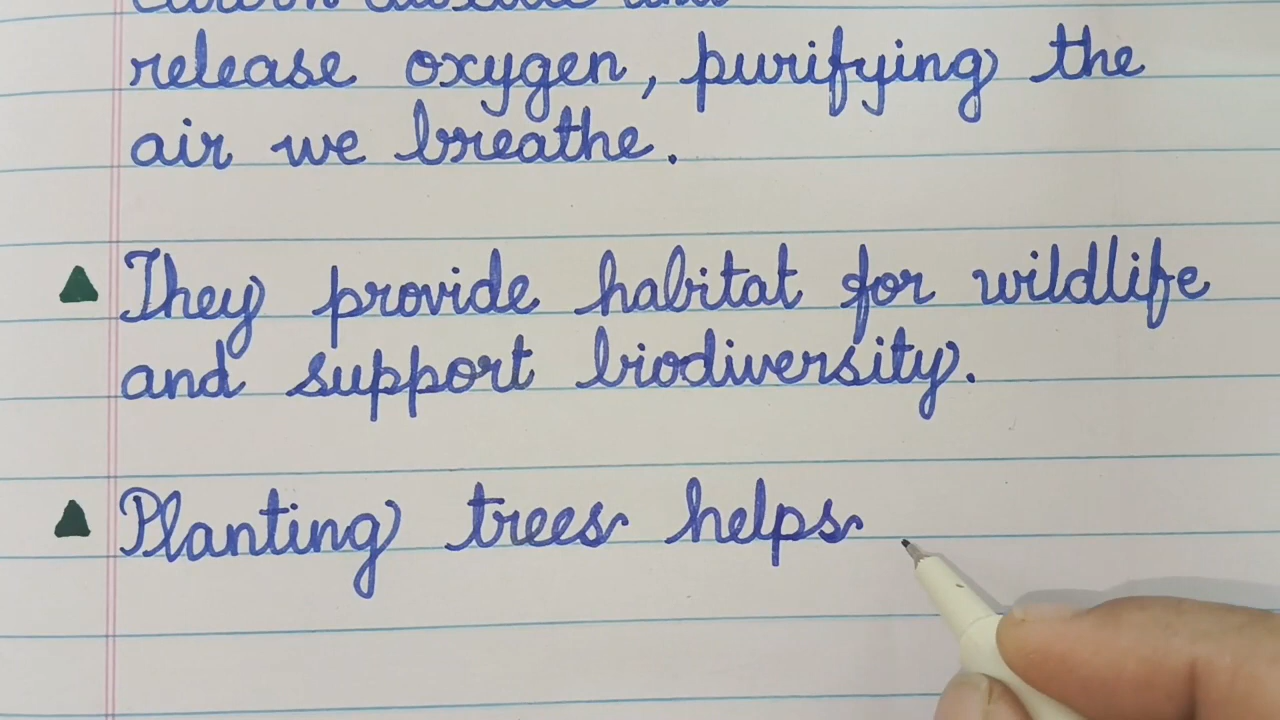 release oxygen, purifying the
air we breathe.
They provide habitat for wildlife
and support biodiversity.
Planting trees helps